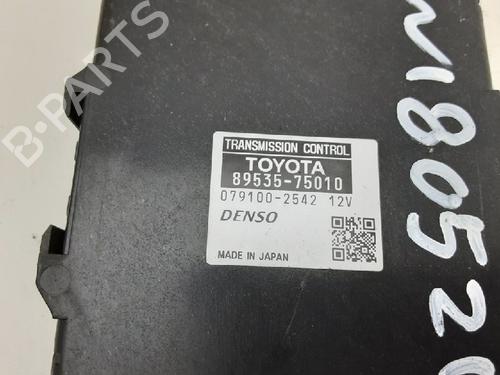 TRANSMISSION CONTROL
TOYOTA
89535-75010
079100-2542 12V
DENSO
MADE IN JAPAN
B-PARTS